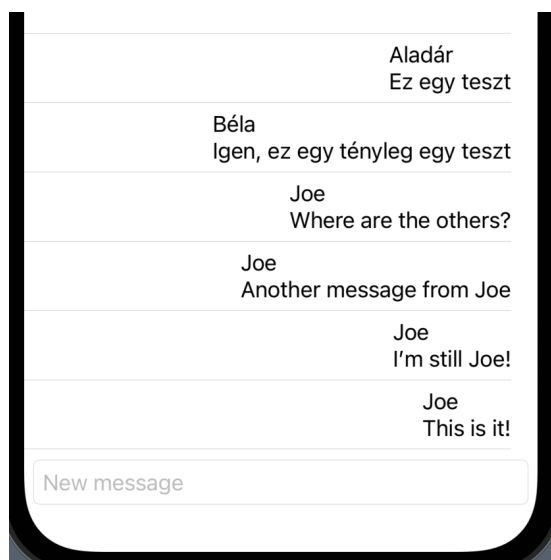 Aladár
Ez egy teszt
Béla
Igen, ez egy tényleg egy teszt
Joe
Where are the others?
Joe
Another message from Joe
Joe
I’m still Joe!
Joe
This is it!
New message